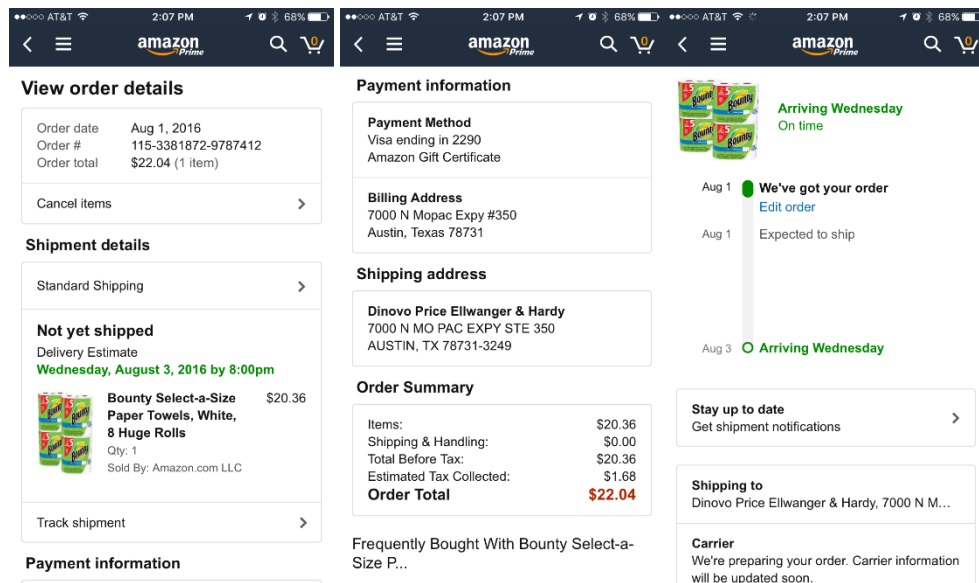 AT&T 2:07 PM 68%
amazon
Prime
0
View order details
Order date Aug 1, 2016
Order # 115-3381872-9787412
Order total $22.04 (1 item)
Cancel items
Shipment details
Standard Shipping
Not yet shipped
Delivery Estimate
Wednesday, August 3, 2016 by 8:00pm
Bounty Select-a-Size $20.36
Paper Towels, White,
8 Huge Rolls
Qty: 1
Sold By: Amazon.com LLC
Track shipment
Payment information
AT&T 2:07 PM 68%
amazon
Prime
0
Payment information
Payment Method
Visa ending in 2290
Amazon Gift Certificate
Billing Address
7000 N Mopac Expy #350
Austin, Texas 78731
Shipping address
Dinovo Price Ellwanger & Hardy
7000 N MO PAC EXPY STE 350
AUSTIN, TX 78731-3249
Order Summary
Items: $20.36
Shipping & Handling: $0.00
Total Before Tax: $20.36
Estimated Tax Collected: $1.68
Order Total $22.04
Frequently Bought With Bounty Select-a-
Size P...
AT&T 2:07 PM 68%
amazon
Prime
0
Bounty
Bounty
Bounty
Bounty
Arriving Wednesday
On time
Aug 1 We've got your order
Edit order
Aug 1 Expected to ship
Aug 3 Arriving Wednesday
Stay up to date
Get shipment notifications
Shipping to
Dinovo Price Ellwanger & Hardy, 7000 N M...
Carrier
We're preparing your order. Carrier information
will be updated soon.